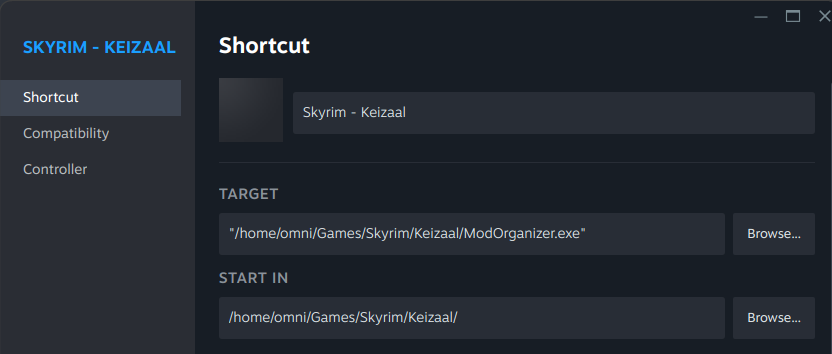 SKYRIM - KEIZAAL
Shortcut
Compatibility
Controller
Shortcut
Skyrim - Keizaal
TARGET
"/home/omni/Games/Skyrim/Keizaal/ModOrganizer.exe"
Browse...
START IN
/home/omni/Games/Skyrim/Keizaal/
Browse...